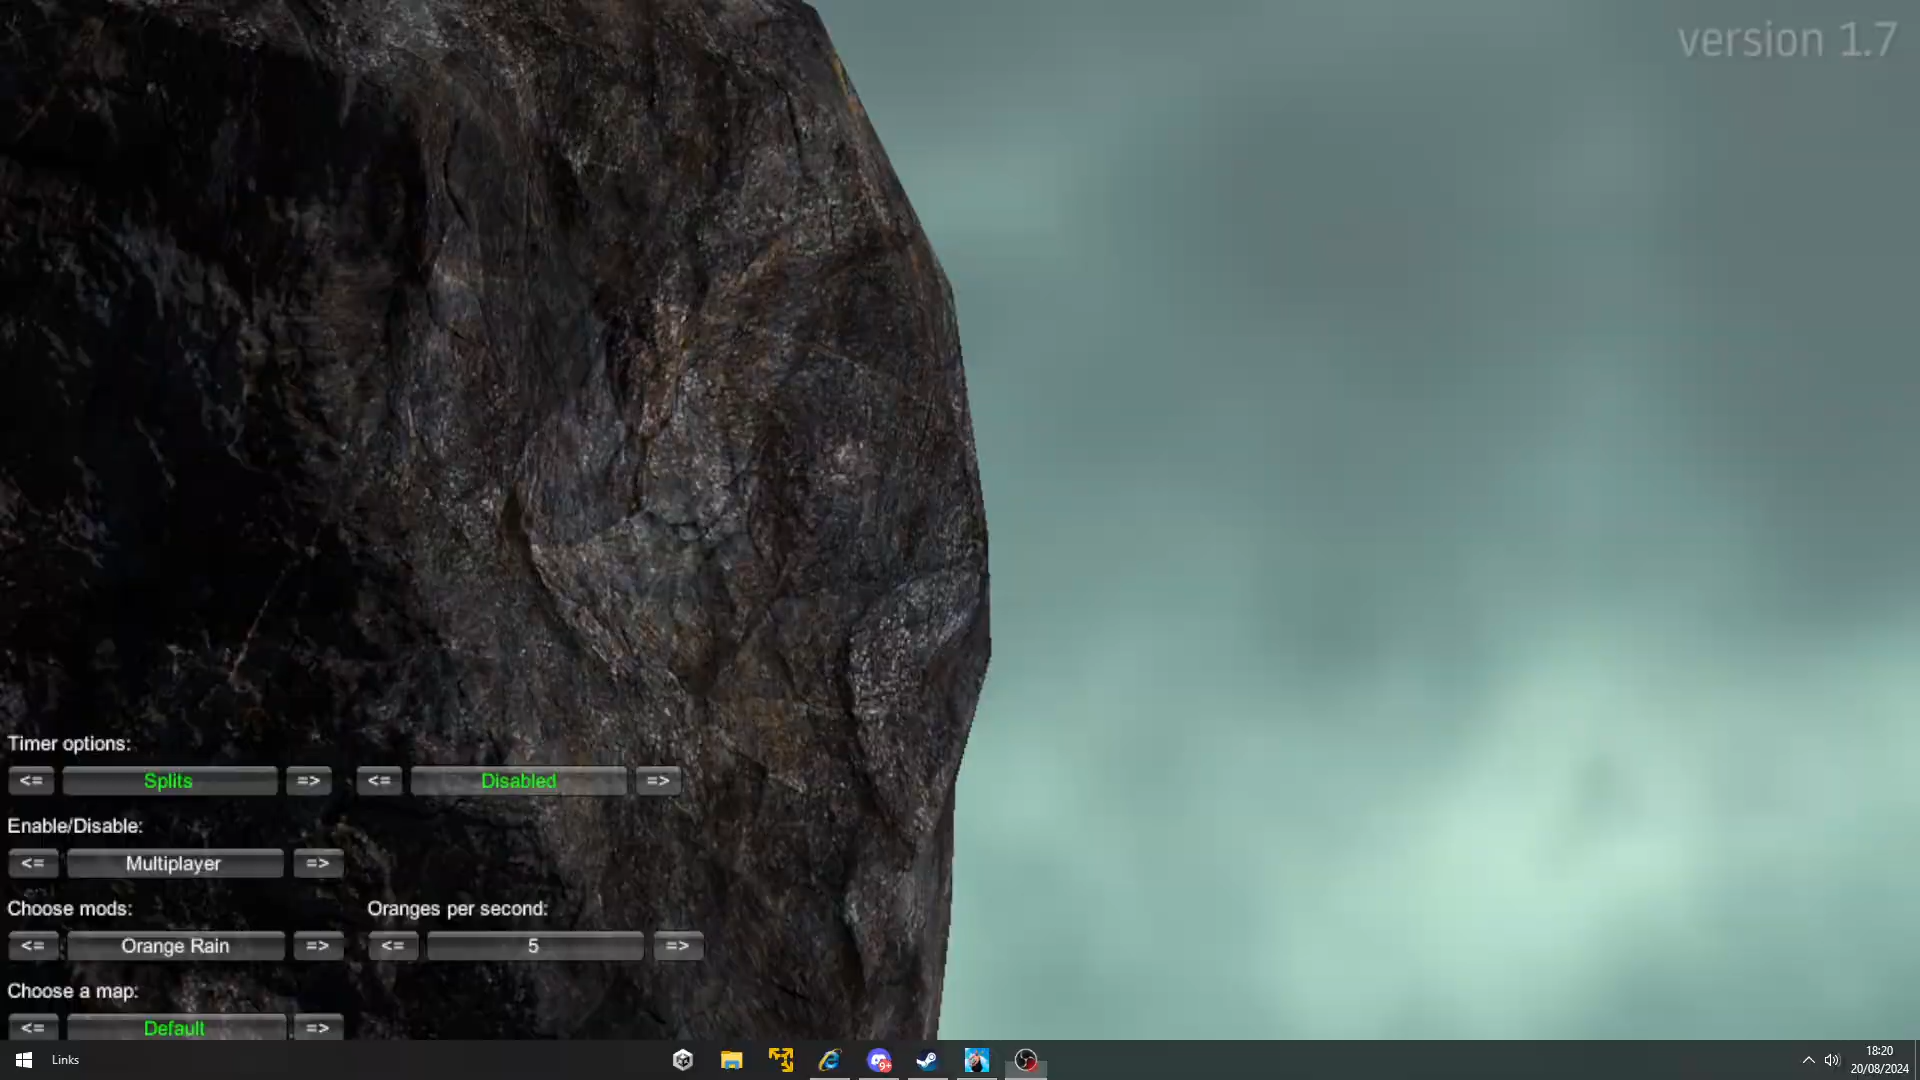 version 1.7
Timer options:
<= Splits => <= Disabled =>
Enable/Disable:
<= Multiplayer =>
Choose mods: Oranges per second:
<= Orange Rain => <= 5 =>
Choose a map:
<= Default =>
Links
9+
18:20
20/08/2024